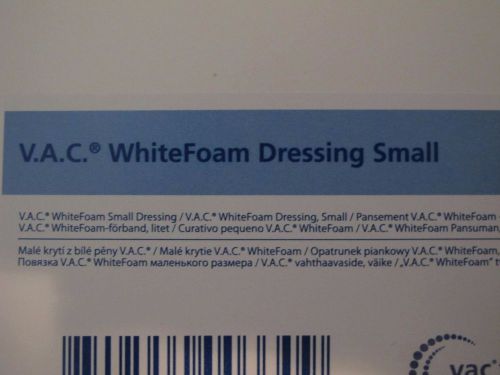 V.A.C.® WhiteFoam Dressing Small
V.A.C.® WhiteFoam Small Dressing / V.A.C.® WhiteFoam Dressing, Small / Pansement V.A.C.® WhiteFoam
V.A.C.® WhiteFoam-förband, litet / Curativo pequeno V.A.C.® WhiteFoam / V.A.C.® WhiteFoam Pansuman,
Malé krytí z bílé pěny V.A.C.® / Malé krytie V.A.C.® WhiteFoam / Opatrunek piankowy V.A.C.® WhiteFoam,
Повязка V.A.C.® WhiteFoam маленького размера / V.A.C.® vahthaavaside, väike / „V.A.C.® WhiteFoam” t
vac®